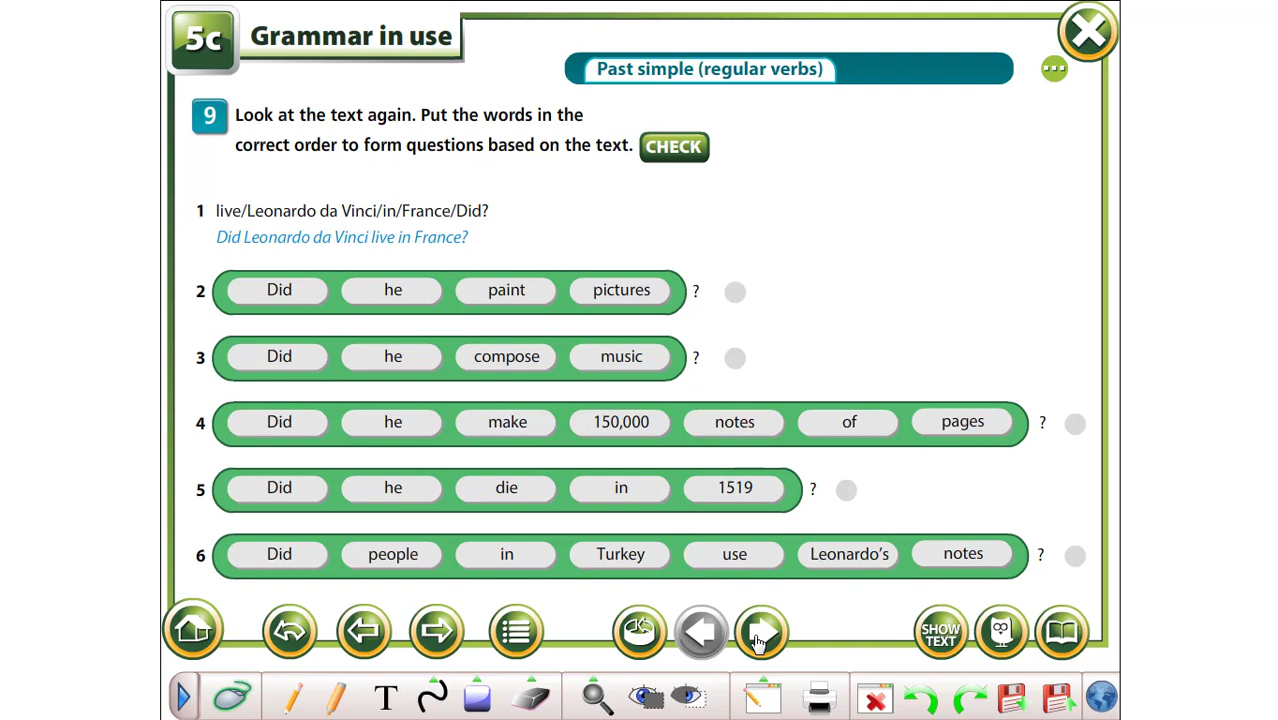 5c Grammar in use
Past simple (regular verbs)
9 Look at the text again. Put the words in the
correct order to form questions based on the text. CHECK
1 live/Leonardo da Vinci/in/France/Did?
Did Leonardo da Vinci live in France?
2 Did he paint pictures ?
3 Did he compose music ?
4 Did he make 150,000 notes of pages ?
5 Did he die in 1519 ?
6 Did people in Turkey use Leonardo's notes ?
SHOW
TEXT
T